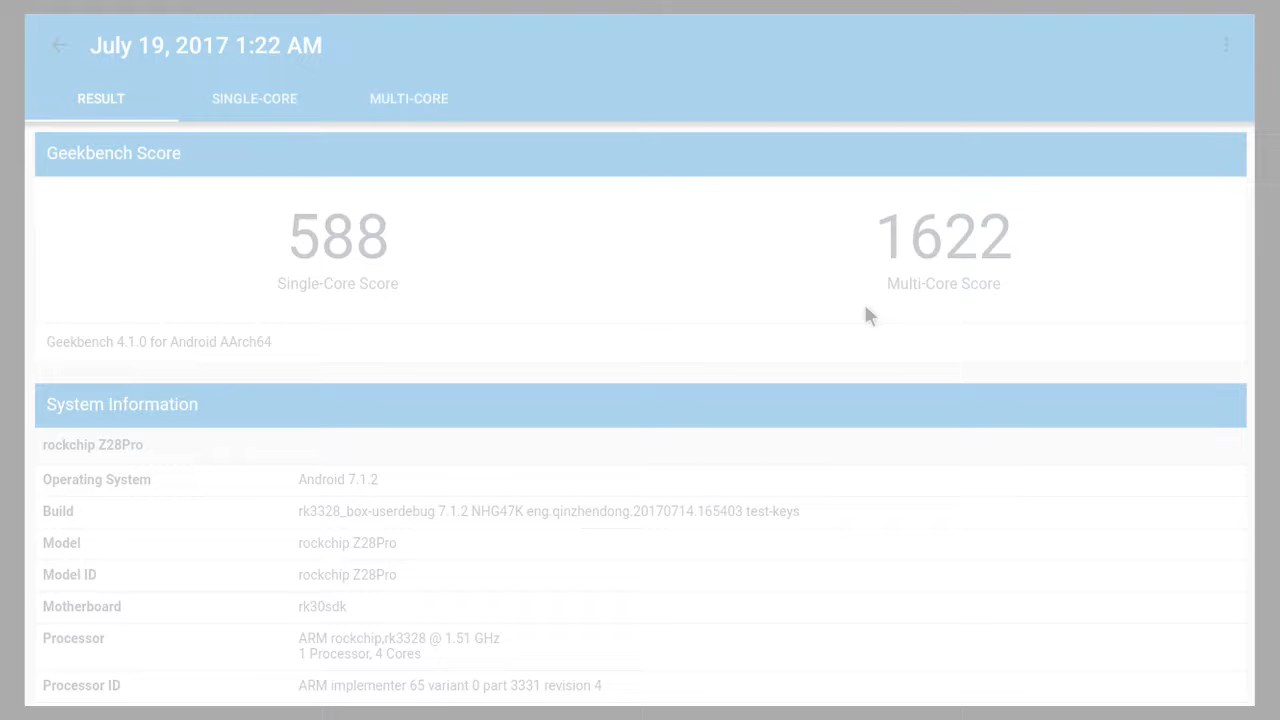 July 19, 2017 1:22 AM
RESULT SINGLE-CORE MULTI-CORE
Geekbench Score
588 1622
Single-Core Score Multi-Core Score
Geekbench 4.1.0 for Android AArch64
System Information
rockchip Z28Pro
Operating System Android 7.1.2
Build rk3328_box-userdebug 7.1.2 NHG47K eng.qinzhendong.20170714.165403 test-keys
Model rockchip Z28Pro
Model ID rockchip Z28Pro
Motherboard rk30sdk
Processor ARM rockchip,rk3328 @ 1.51 GHz
1 Processor, 4 Cores
Processor ID ARM implementer 65 variant 0 part 3331 revision 4